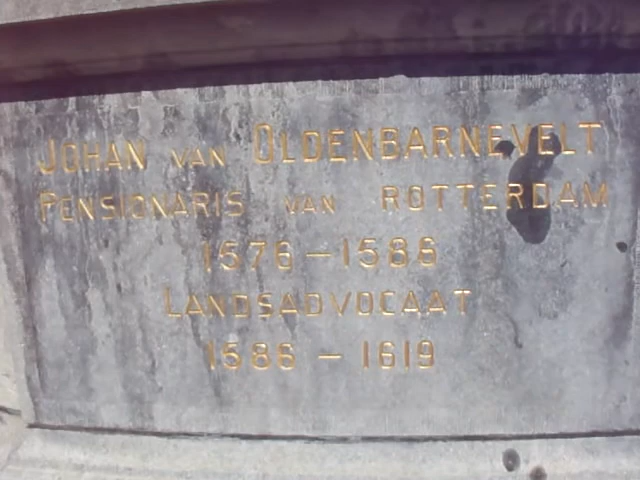 JOHAN VAN OLDENBARNEVELT
PENSIONARIS VAN ROTTERDAM
1576 - 1586
LANDSADVOCAAT
1586 - 1619